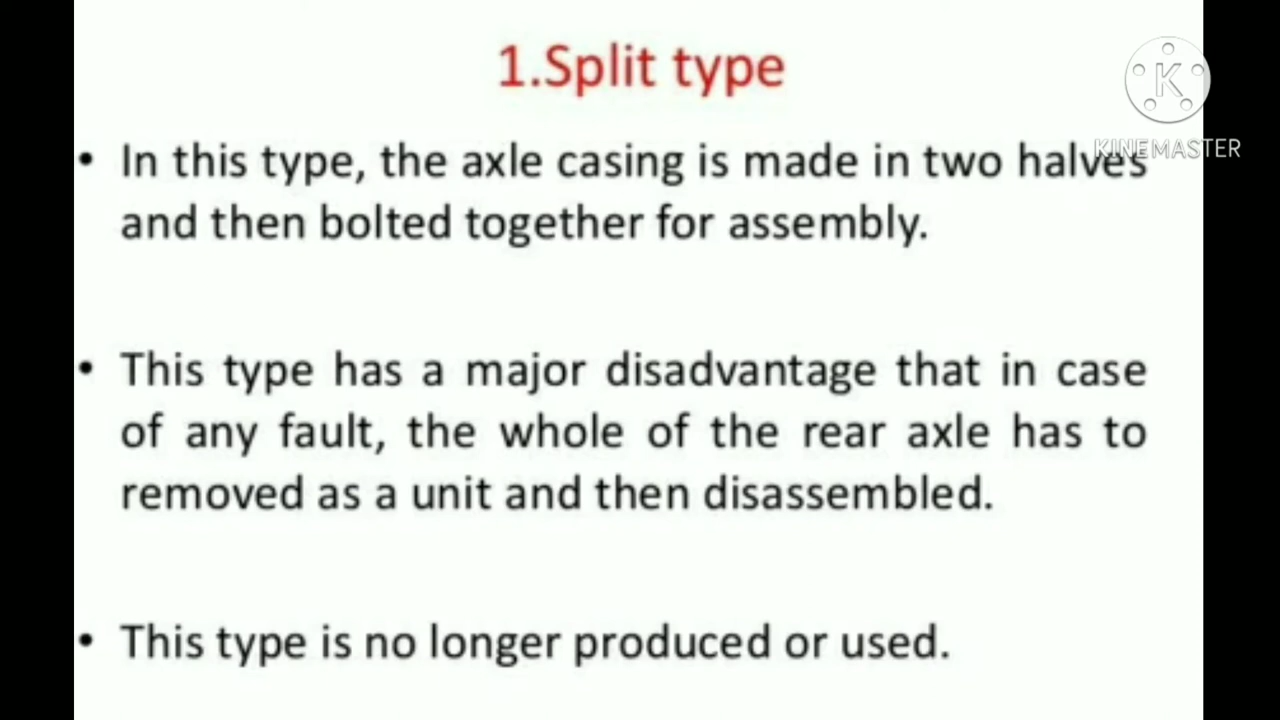 1.Split type
K
KINEMASTER
• In this type, the axle casing is made in two halves
and then bolted together for assembly.
• This type has a major disadvantage that in case
of any fault, the whole of the rear axle has to
removed as a unit and then disassembled.
• This type is no longer produced or used.